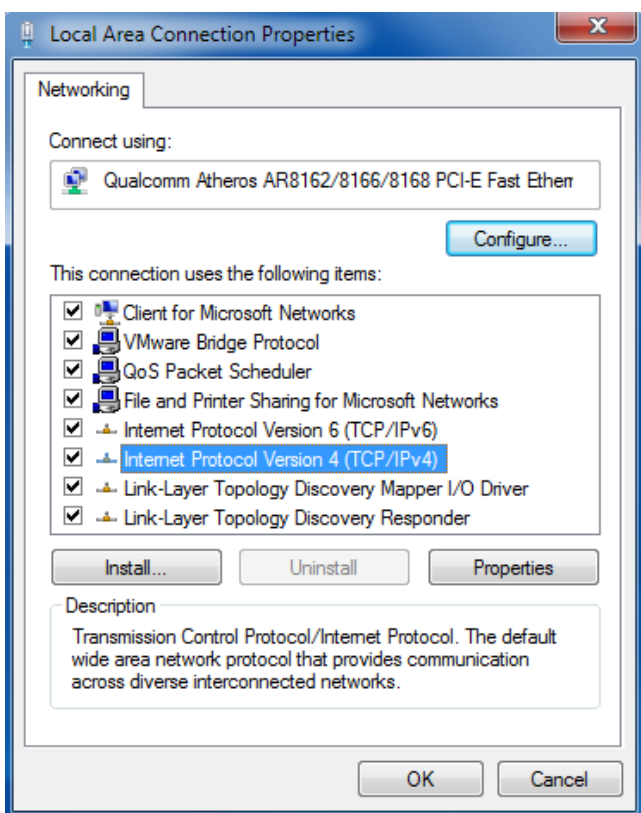 Local Area Connection Properties
Networking
Connect using:
Qualcomm Atheros AR8162/8166/8168 PCI-E Fast Ethern
Configure...
This connection uses the following items:
Client for Microsoft Networks
VMware Bridge Protocol
QoS Packet Scheduler
File and Printer Sharing for Microsoft Networks
Internet Protocol Version 6 (TCP/IPv6)
Internet Protocol Version 4 (TCP/IPv4)
Link-Layer Topology Discovery Mapper I/O Driver
Link-Layer Topology Discovery Responder
Install... Uninstall Properties
Description
Transmission Control Protocol/Internet Protocol. The default
wide area network protocol that provides communication
across diverse interconnected networks.
OK Cancel